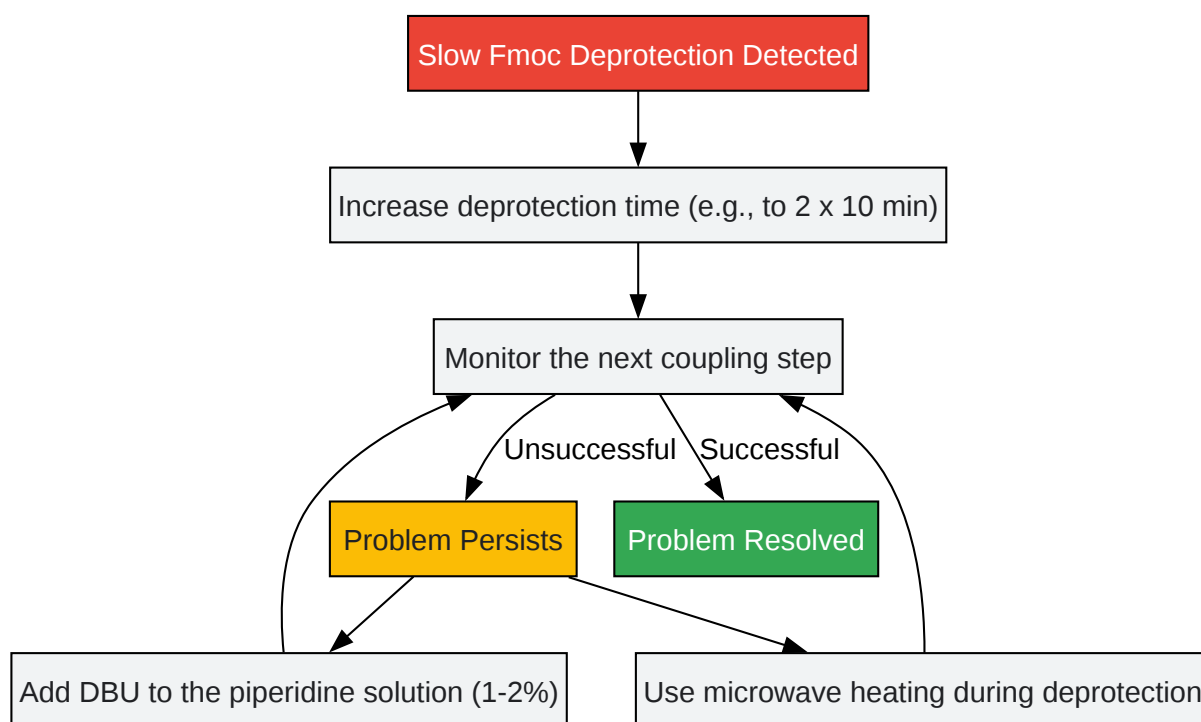 Slow Fmoc Deprotection Detected
Increase deprotection time (e.g., to 2 x 10 min)
Monitor the next coupling step
Unsuccessful
Successful
Problem Persists
Problem Resolved
Add DBU to the piperidine solution (1-2%)
Use microwave heating during deprotection